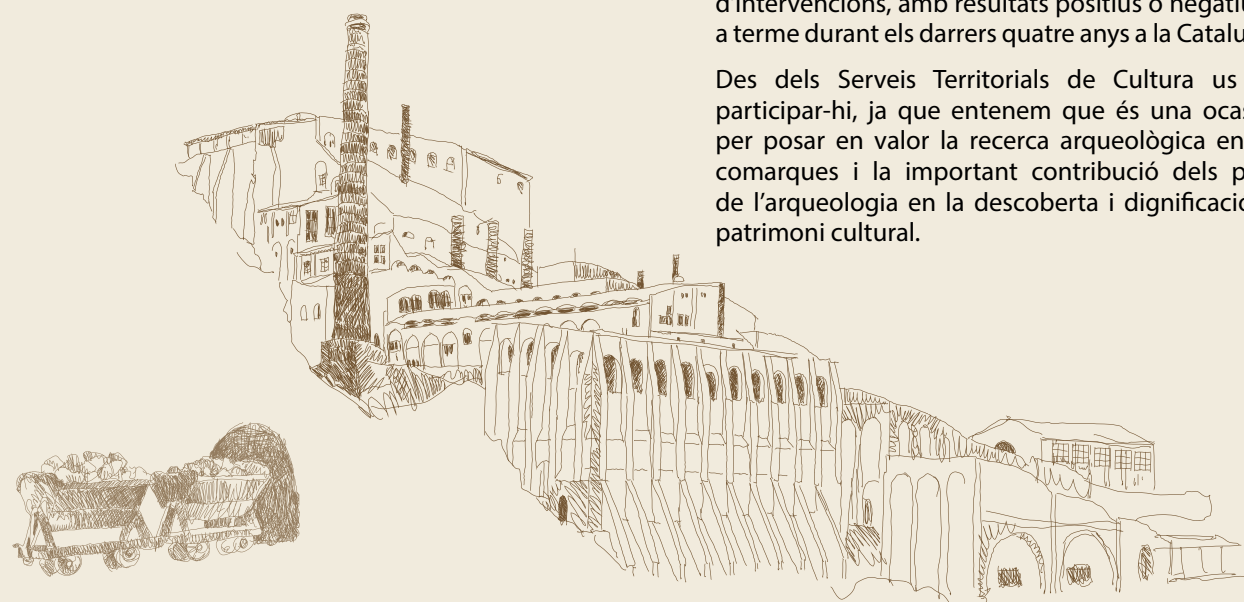 d'intervencions, amb resultats positius o negatiu
a terme durant els darrers quatre anys a la Catalu
Des dels Serveis Territorials de Cultura us
participar-hi, ja que entenem que és una ocas
per posar en valor la recerca arqueològica en
comarques i la important contribució dels p
de l'arqueologia en la descoberta i dignificació
patrimoni cultural.